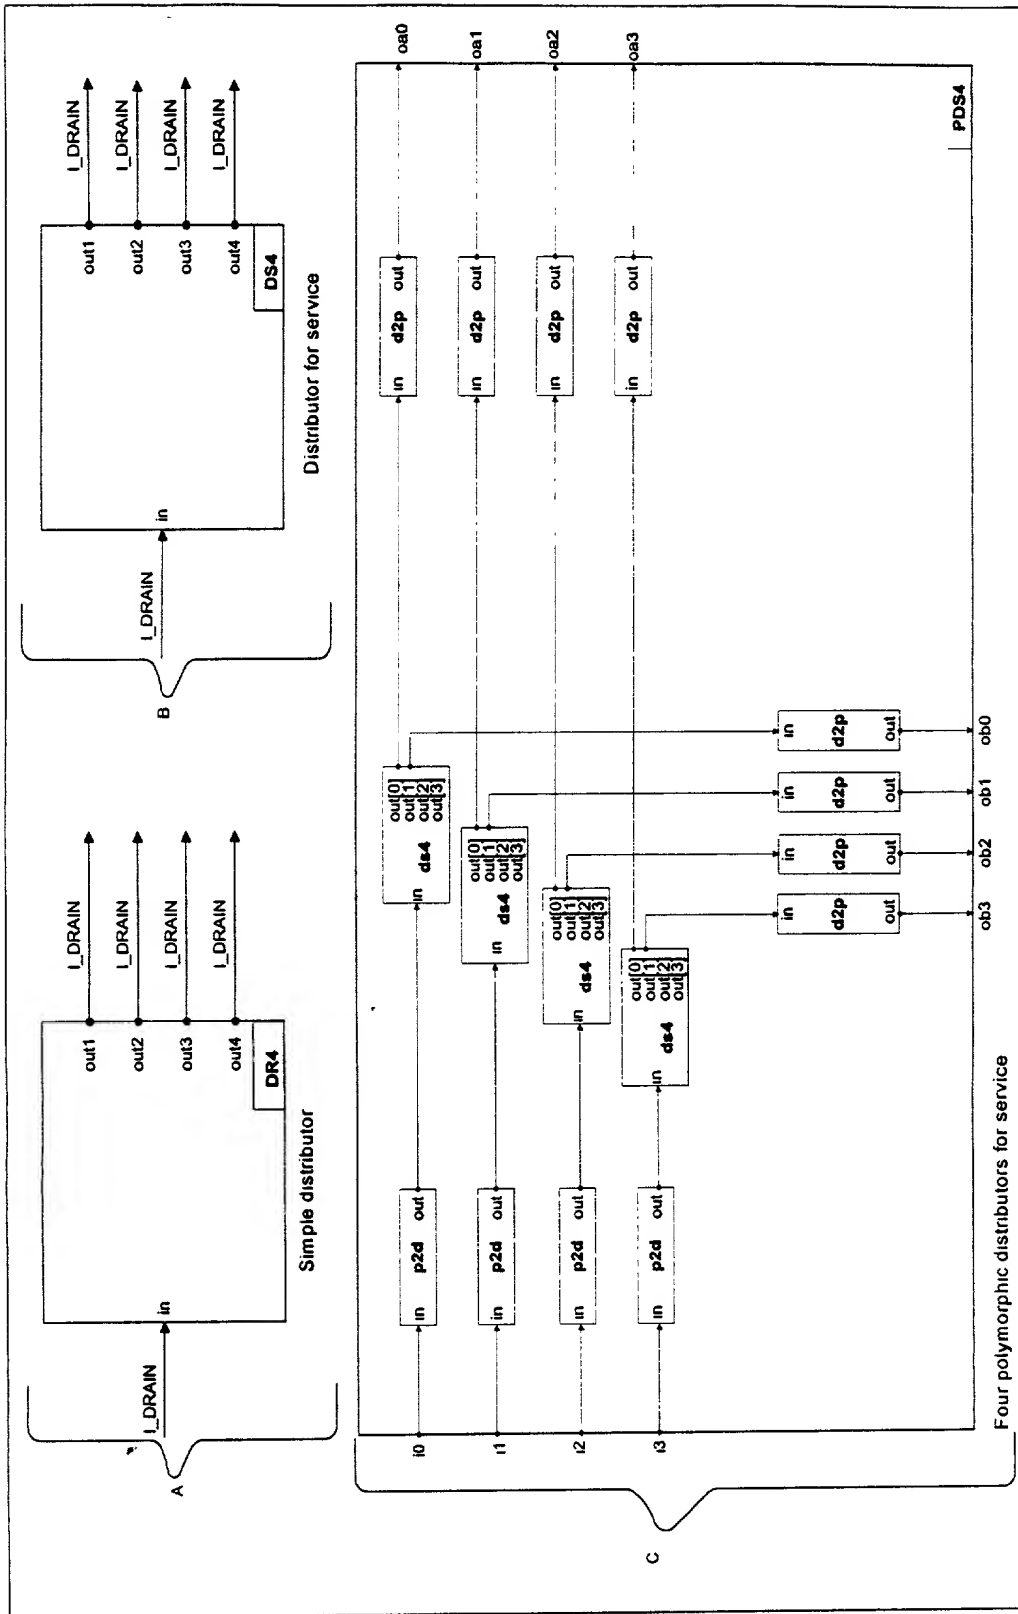 A
I_DRAIN
in
out1
out2
out3
out4
DR4
I_DRAIN
I_DRAIN
I_DRAIN
I_DRAIN
Simple distributor
B
I_DRAIN
in
out1
out2
out3
out4
DS4
I_DRAIN
I_DRAIN
I_DRAIN
I_DRAIN
Distributor for service
C
i0
in p2d out
in ds4
out[0]
out[1]
out[2]
out[3]
in d2p out
oa0
i1
in p2d out
in ds4
out[0]
out[1]
out[2]
out[3]
in d2p out
oa1
i2
in p2d out
in ds4
out[0]
out[1]
out[2]
out[3]
in d2p out
oa2
i3
in p2d out
in ds4
out[0]
out[1]
out[2]
out[3]
in d2p out
oa3
in
d2p
out
ob3
in
d2p
out
ob2
in
d2p
out
ob1
in
d2p
out
ob0
PDS4
Four polymorphic distributors for service